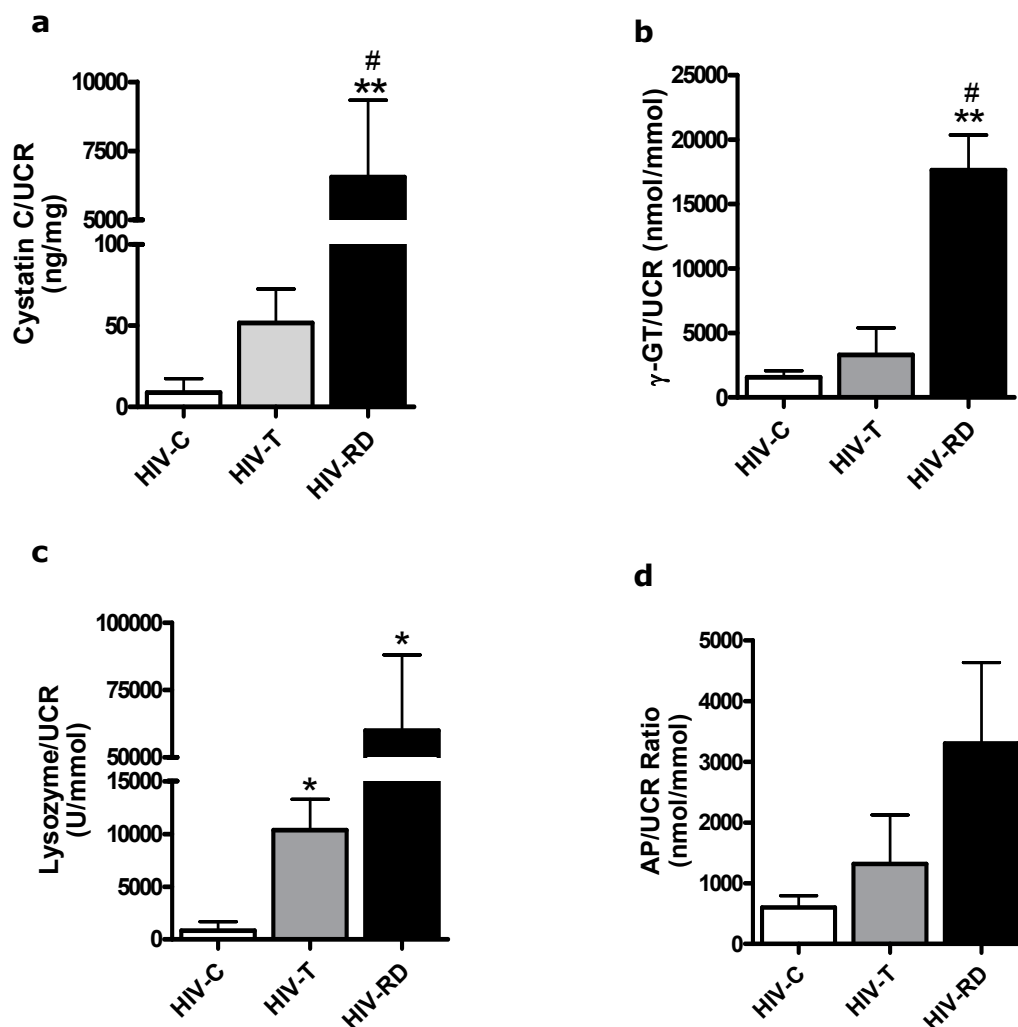 a
Cystatin C/UCR
(ng/mg)
10000
7500
5000
100
50
0
#
**
HIV-C
HIV-T
HIV-RD
b
γ-GT/UCR (nmol/mmol)
25000
20000
15000
10000
5000
0
#
**
HIV-C
HIV-T
HIV-RD
c
Lysozyme/UCR
(U/mmol)
100000
75000
50000
15000
10000
5000
0
*
*
HIV-C
HIV-T
HIV-RD
d
AP/UCR Ratio
(nmol/mmol)
5000
4000
3000
2000
1000
0
HIV-C
HIV-T
HIV-RD